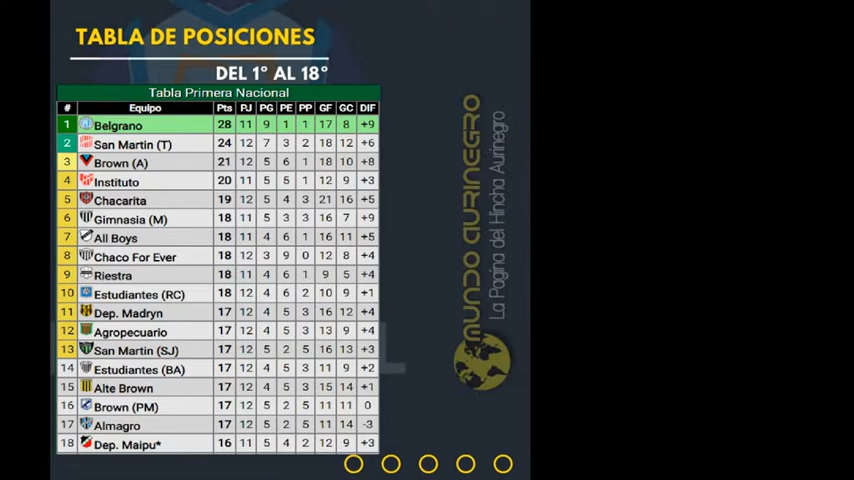 TABLA DE POSICIONES
DEL 1° AL 18°
Tabla Primera Nacional
# Equipo Pts PJ PG PE PP GF GC DIF
1 Belgrano 28 11 9 1 1 17 8 +9
2 San Martin (T) 24 12 7 3 2 18 12 +6
3 Brown (A) 21 12 5 6 1 18 10 +8
4 Instituto 20 11 5 5 1 12 9 +3
5 Chacarita 19 12 5 4 3 21 16 +5
6 Gimnasia (M) 18 11 5 3 3 16 7 +9
7 All Boys 18 11 4 6 1 16 11 +5
8 Chaco For Ever 18 12 3 9 0 12 8 +4
9 Riestra 18 11 4 6 1 9 5 +4
10 Estudiantes (RC) 18 12 4 6 2 10 9 +1
11 Dep. Madryn 17 12 4 5 3 16 12 +4
12 Agropecuario 17 12 4 5 3 13 9 +4
13 San Martin (SJ) 17 12 5 2 5 16 13 +3
14 Estudiantes (BA) 17 12 4 5 3 11 9 +2
15 Alte Brown 17 12 4 5 3 15 14 +1
16 Brown (PM) 17 12 5 2 5 11 11 0
17 Almagro 17 12 5 2 5 11 14 -3
18 Dep. Maipu* 16 11 5 4 2 12 9 +3
MUNDO AURINEGRO
La Pagina del Hincha Aurinegro